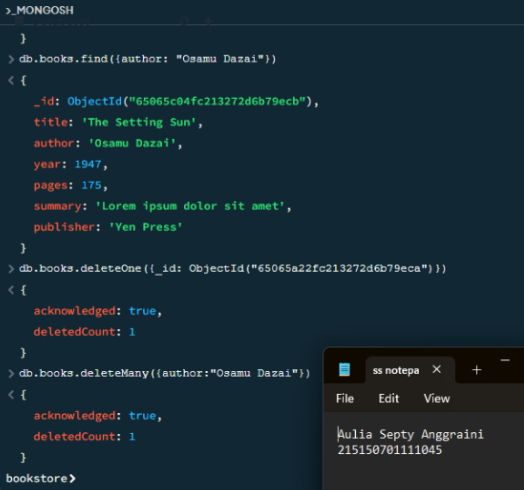 >_MONGOSH
}
> db.books.find({author: "Osamu Dazai"})
< {
_id: ObjectId("65065c04fc213272d6b79ecb"),
title: 'The Setting Sun',
author: 'Osamu Dazai',
year: 1947,
pages: 175,
summary: 'Lorem ipsum dolor sit amet',
publisher: 'Yen Press'
}
> db.books.deleteOne({_id: ObjectId("65065a22fc213272d6b79eca")})
< {
acknowledged: true,
deletedCount: 1
}
> db.books.deleteMany({author:"Osamu Dazai"})
< {
acknowledged: true,
deletedCount: 1
}
bookstore>
ss notepa
File Edit View
Aulia Septy Anggraini
215150701111045